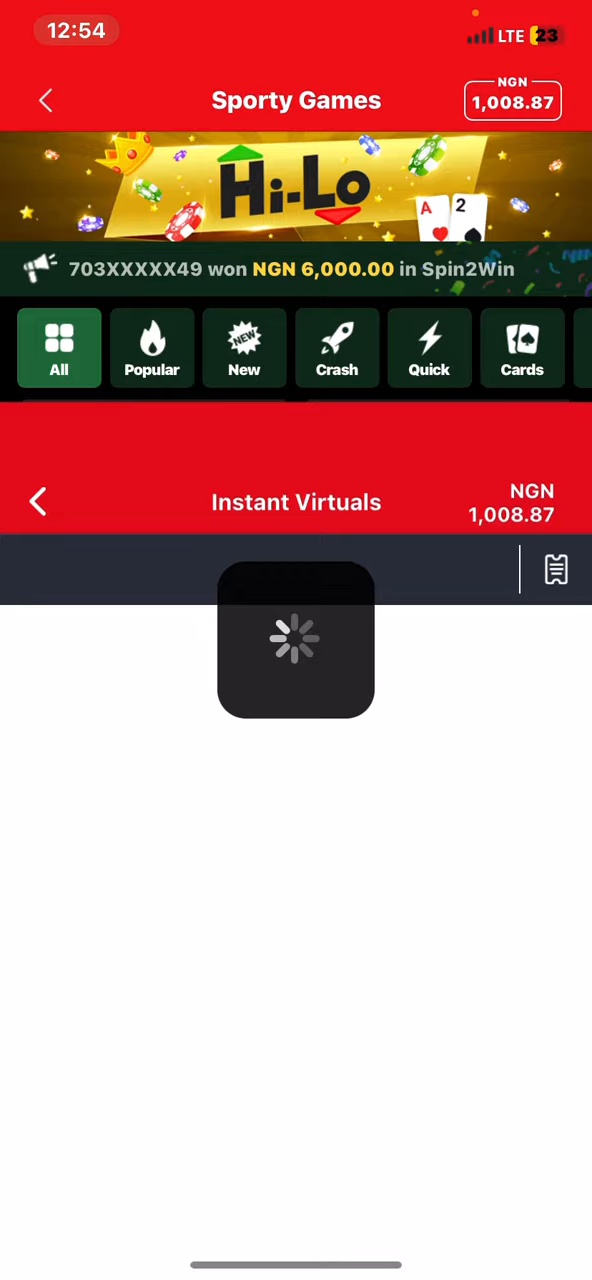 12:54
LTE 23
Sporty Games
NGN
1,008.87
Hi-Lo
A 2
703XXXXX49 won NGN 6,000.00 in Spin2Win
NEW
All
Popular
New
Crash
Quick
Cards
Instant Virtuals
NGN
1,008.87